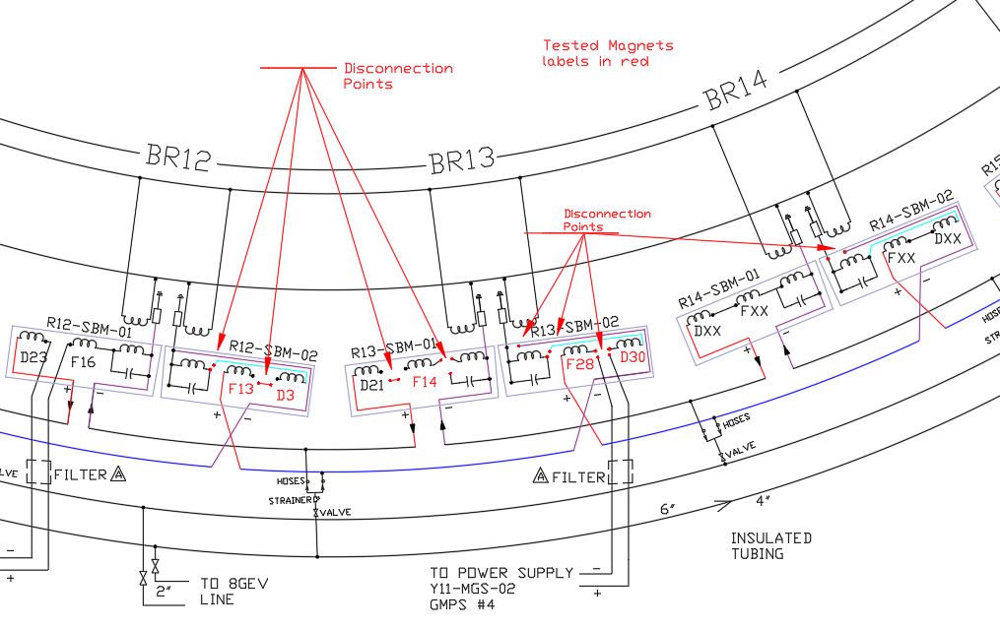 Tested Magnets
labels in red
Disconnection
Points
BR14
BR12
BR13
Disconnection
Points
R14-SBM-02
DXX
FXX
R14-SBM-01
FXX
DXX
R12-SBM-01
D23
F16
R12-SBM-02
F13
D3
R13-SBM-01
D21
F14
R13-SBM-02
F28
D30
+
-
+
-
+
-
+
-
+
-
+
-
HOSES
VALVE
HOSES
LVE
FILTER A
HOSES
STRAINER
VALVE
A FILTER
6"
4"
INSULATED
TUBING
-
+
2"
TO 8GEV
LINE
TO POWER SUPPLY
Y11-MGS-02
GMPS #4
-
+